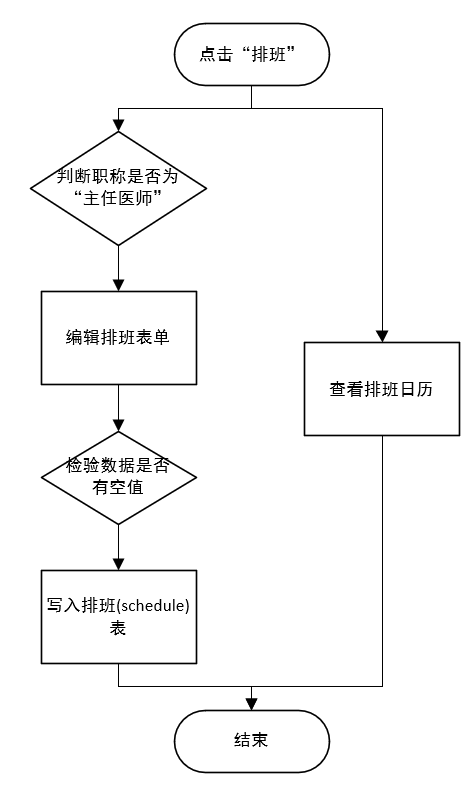 点击“排班”
判断职称是否为
“主任医师”
编辑排班表单
查看排班日历
检验数据是否
有空值
写入排班(schedule)
表
结束